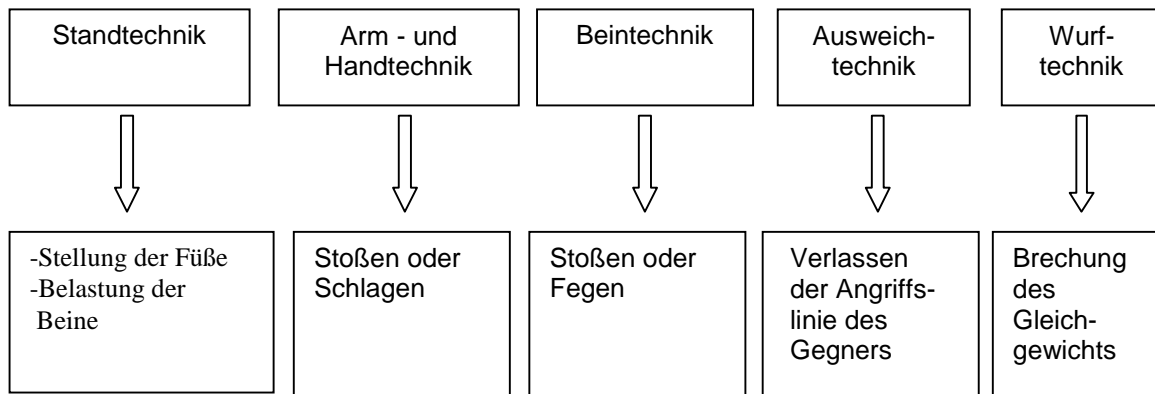 Standtechnik
Arm - und
Handtechnik
Beintechnik
Ausweich-
technik
Wurf-
technik
-Stellung der Füße
-Belastung der
Beine
Stoßen oder
Schlagen
Stoßen oder
Fegen
Verlassen
der Angriffs-
linie des
Gegners
Brechung
des
Gleich-
gewichts